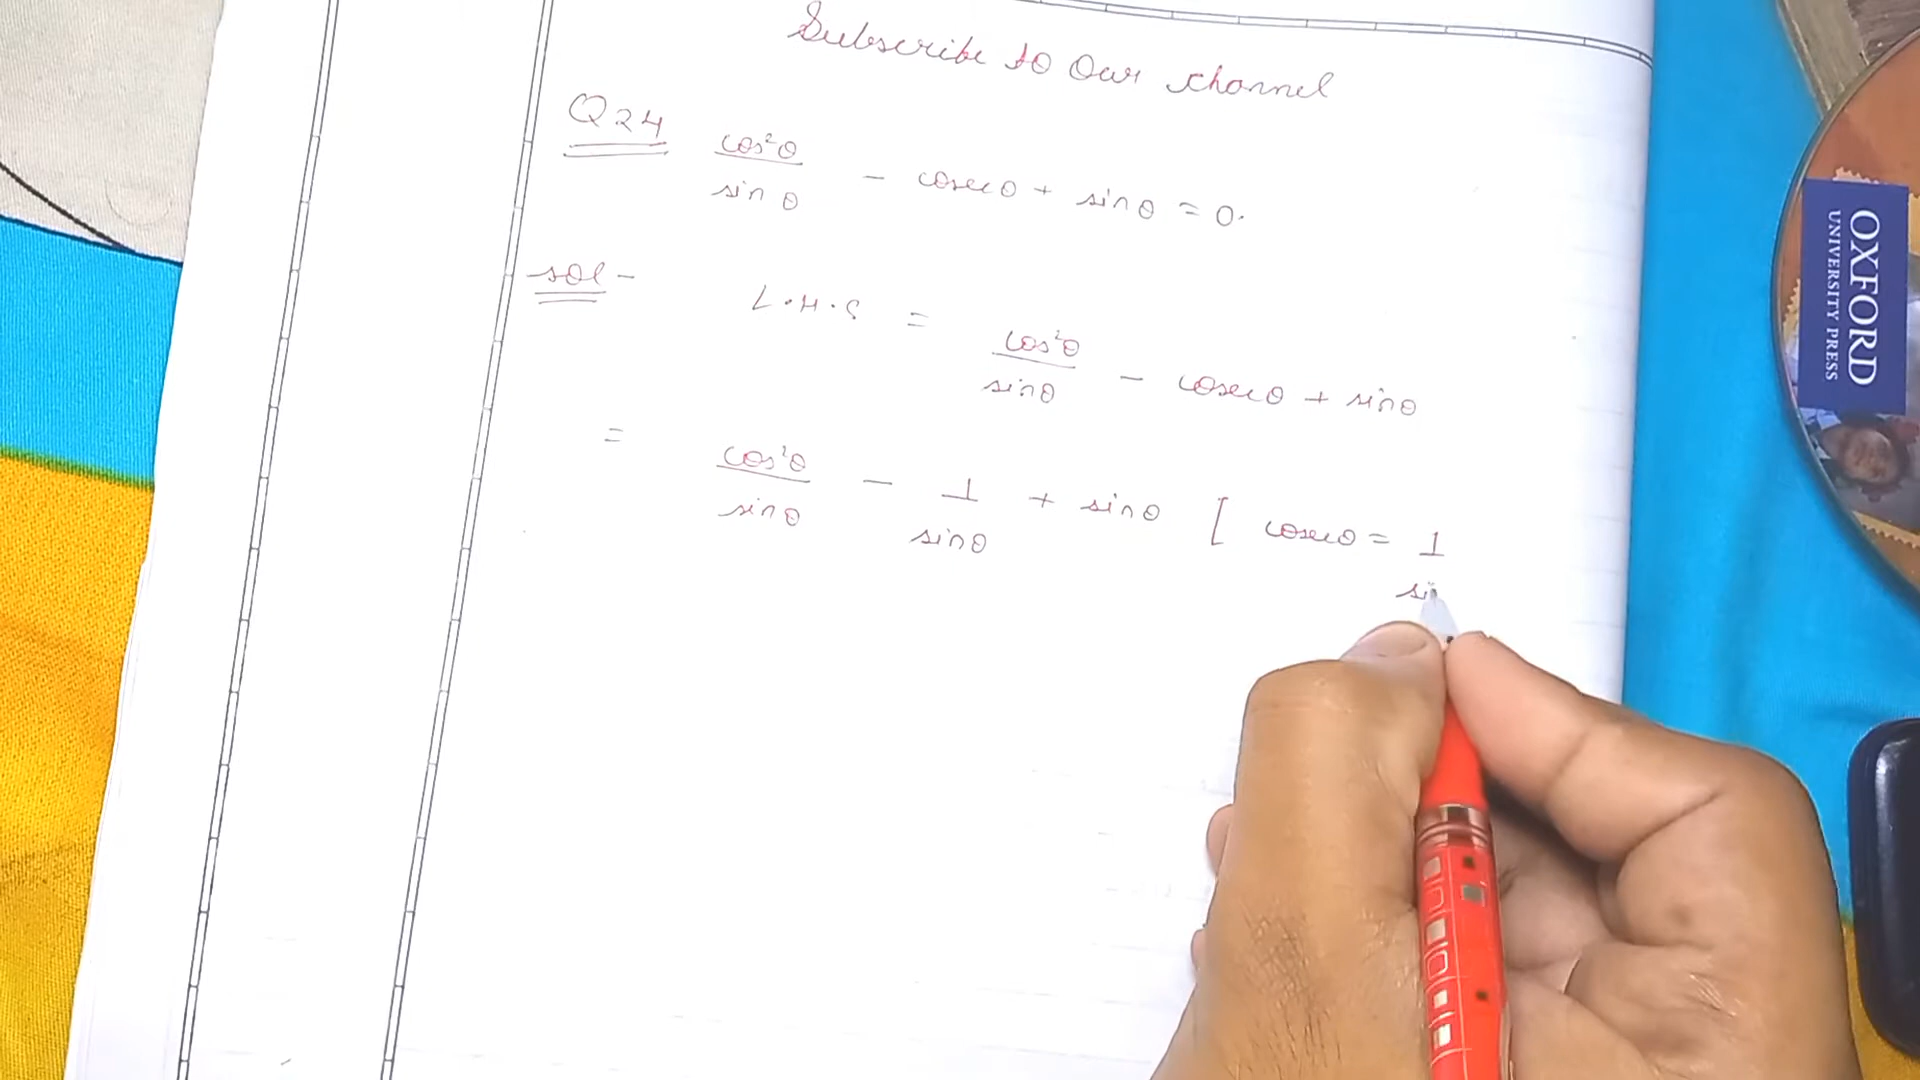 Subscribe to Our channel
Q24 cos²θ/sinθ - cosecθ + sinθ = 0.
sol - L.H.S = cos²θ/sinθ - cosecθ + sinθ
= cos²θ/sinθ - 1/sinθ + sinθ [ cosecθ = 1/sin
OXFORD
UNIVERSITY PRESS